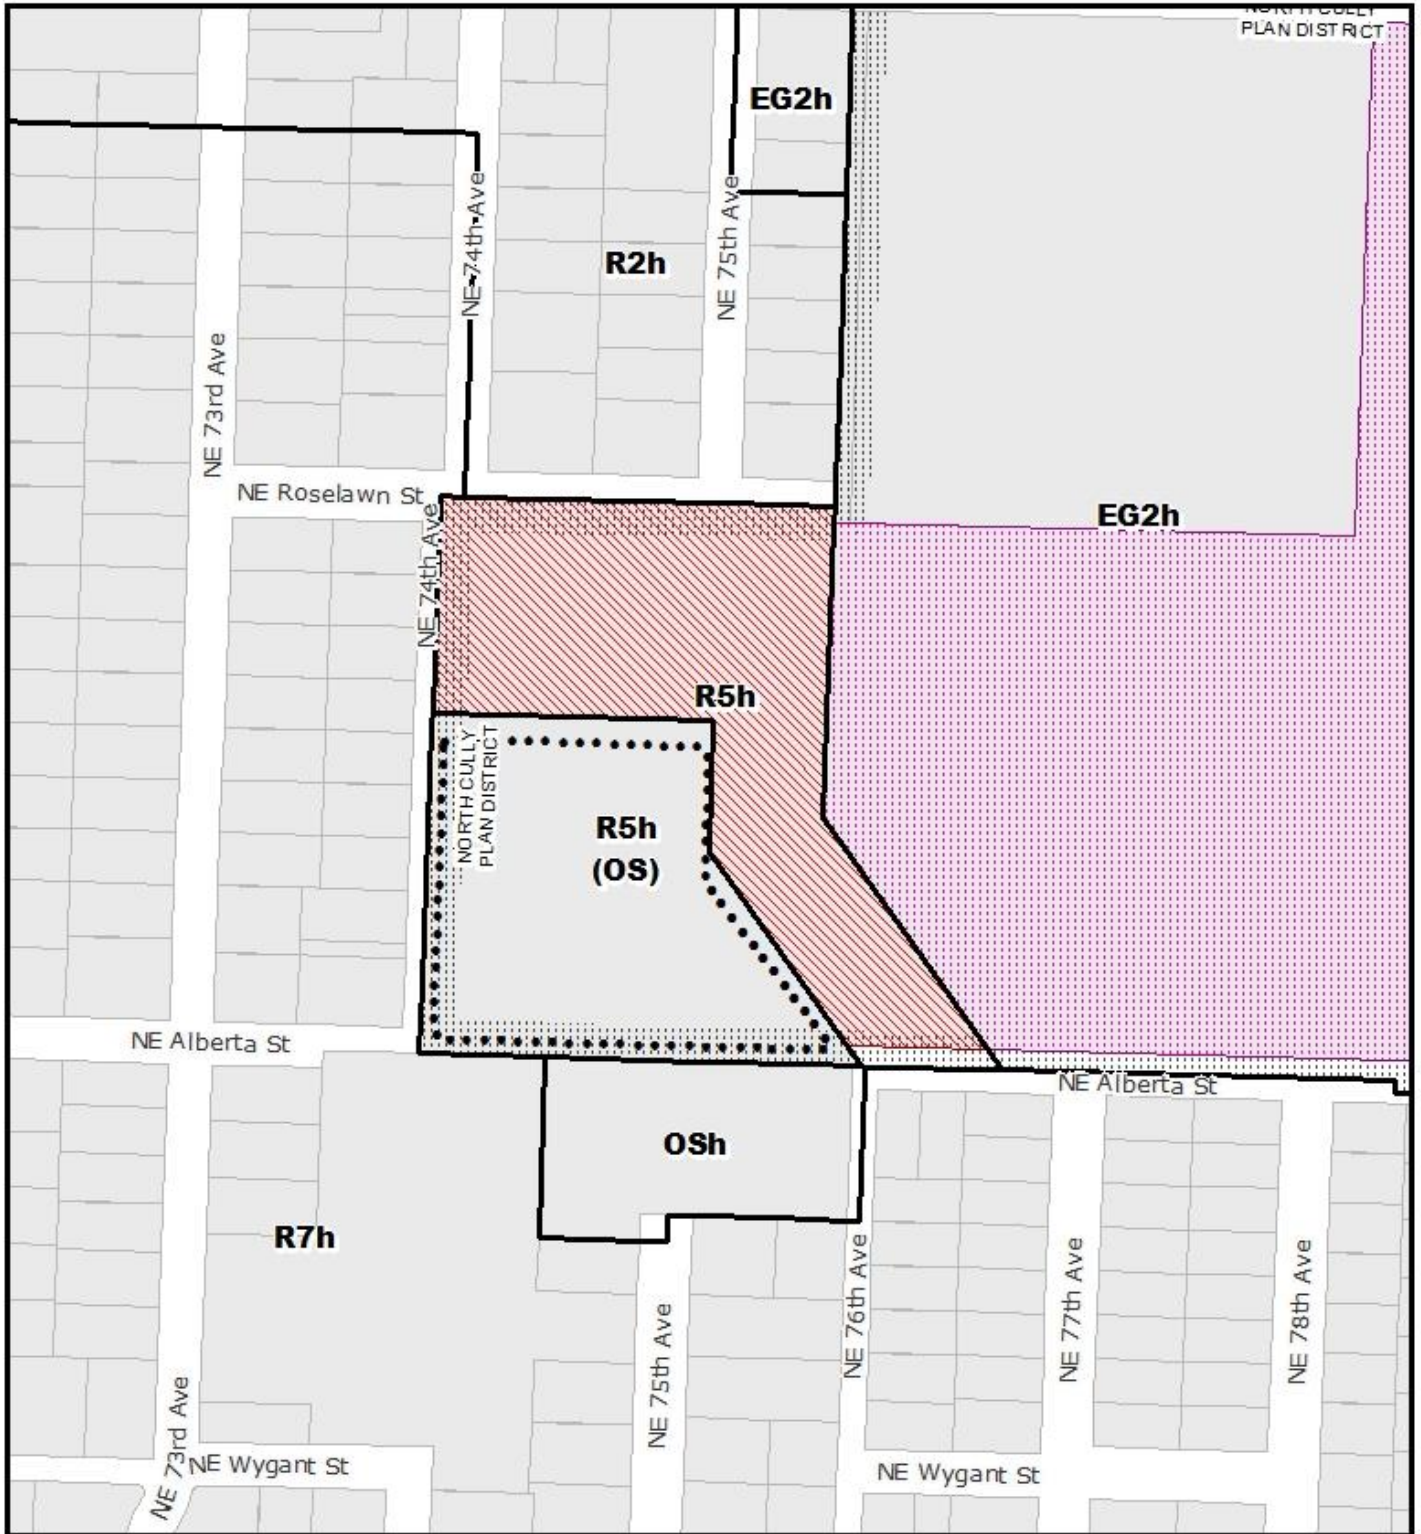 NORTH CULLY
PLAN DISTRICT
EG2h
NE 74th Ave
NE 75th Ave
R2h
NE 73rd Ave
NE Roselawn St
EG2h
NE 74th Ave
R5h
NORTH CULLY
PLAN DISTRICT
R5h
(OS)
NE Alberta St
NE Alberta St
OSh
R7h
NE 76th Ave
NE 77th Ave
NE 78th Ave
NE 75th Ave
NE 73rd Ave
NE Wygant St
NE Wygant St